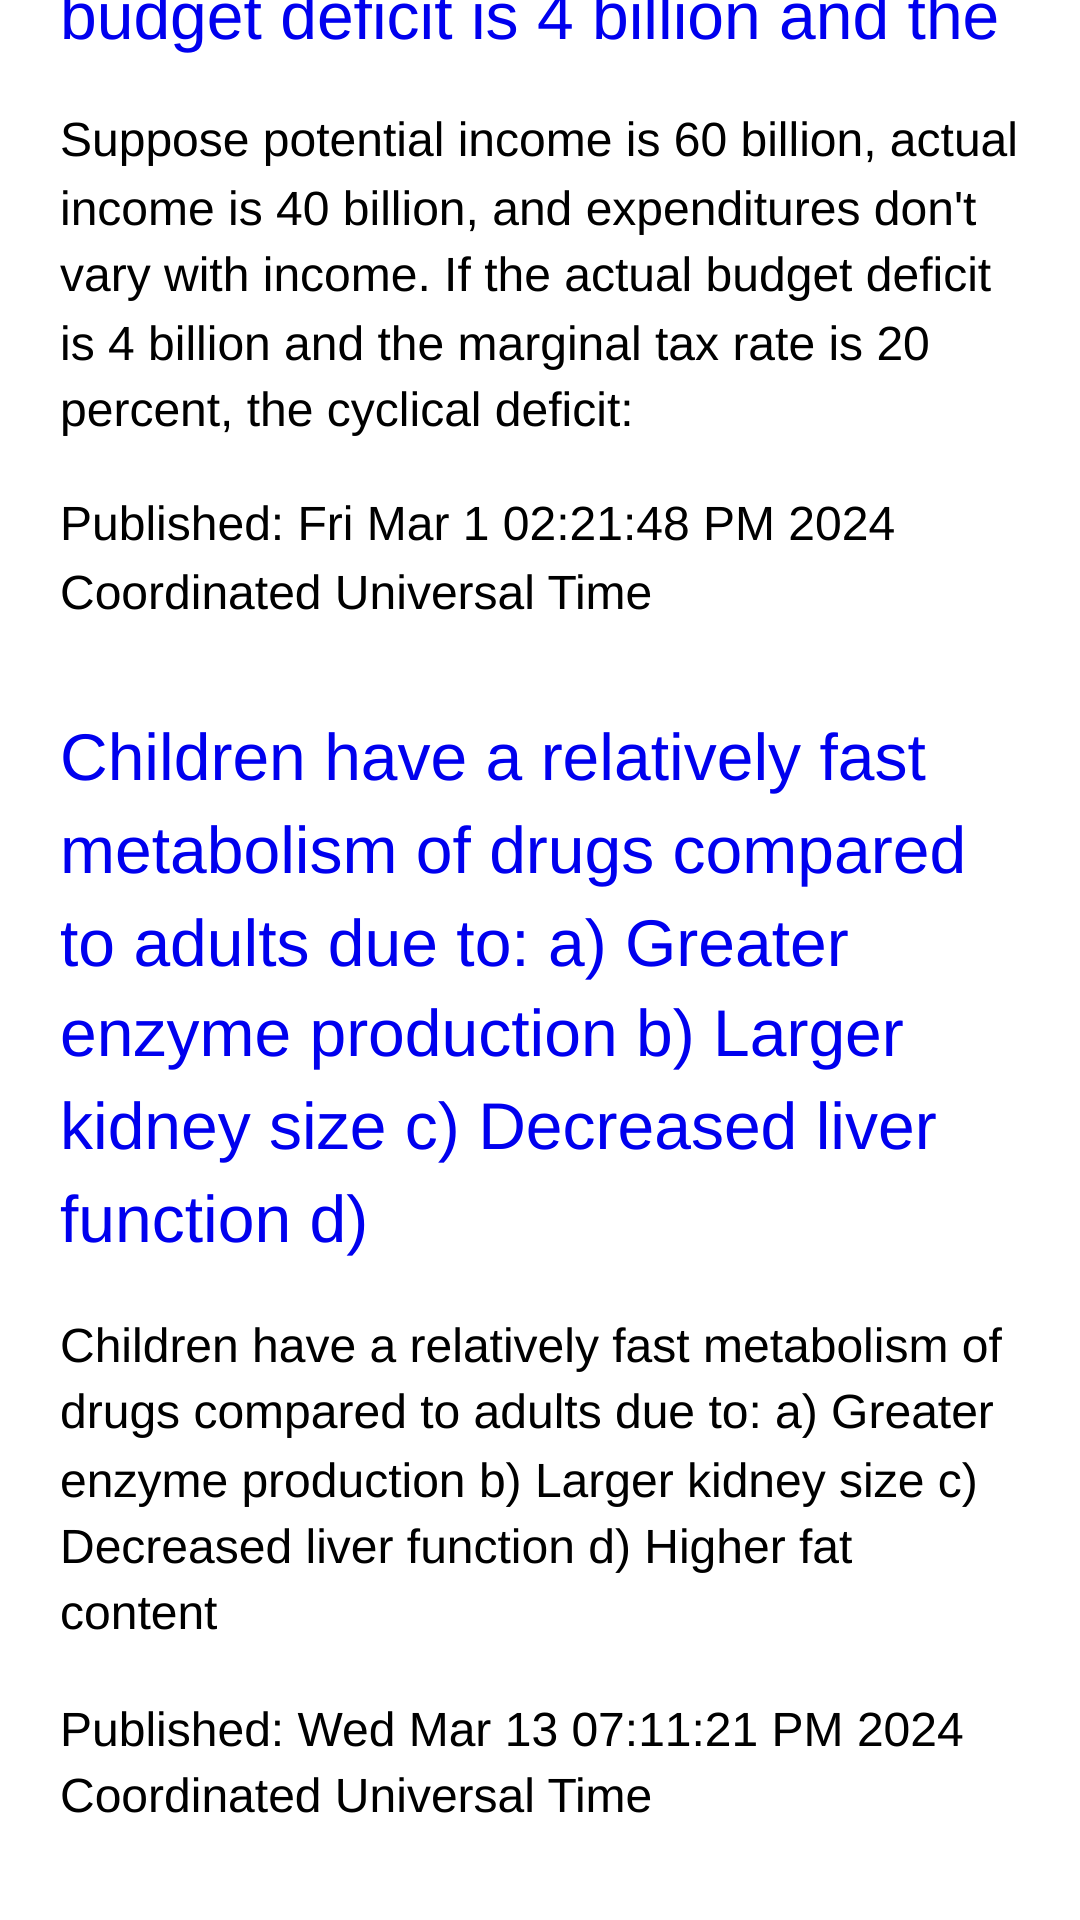 budget deficit is 4 billion and the
Suppose potential income is 60 billion, actual
income is 40 billion, and expenditures don't
vary with income. If the actual budget deficit
is 4 billion and the marginal tax rate is 20
percent, the cyclical deficit:
Published: Fri Mar 1 02:21:48 PM 2024
Coordinated Universal Time
Children have a relatively fast
metabolism of drugs compared
to adults due to: a) Greater
enzyme production b) Larger
kidney size c) Decreased liver
function d)
Children have a relatively fast metabolism of
drugs compared to adults due to: a) Greater
enzyme production b) Larger kidney size c)
Decreased liver function d) Higher fat
content
Published: Wed Mar 13 07:11:21 PM 2024
Coordinated Universal Time